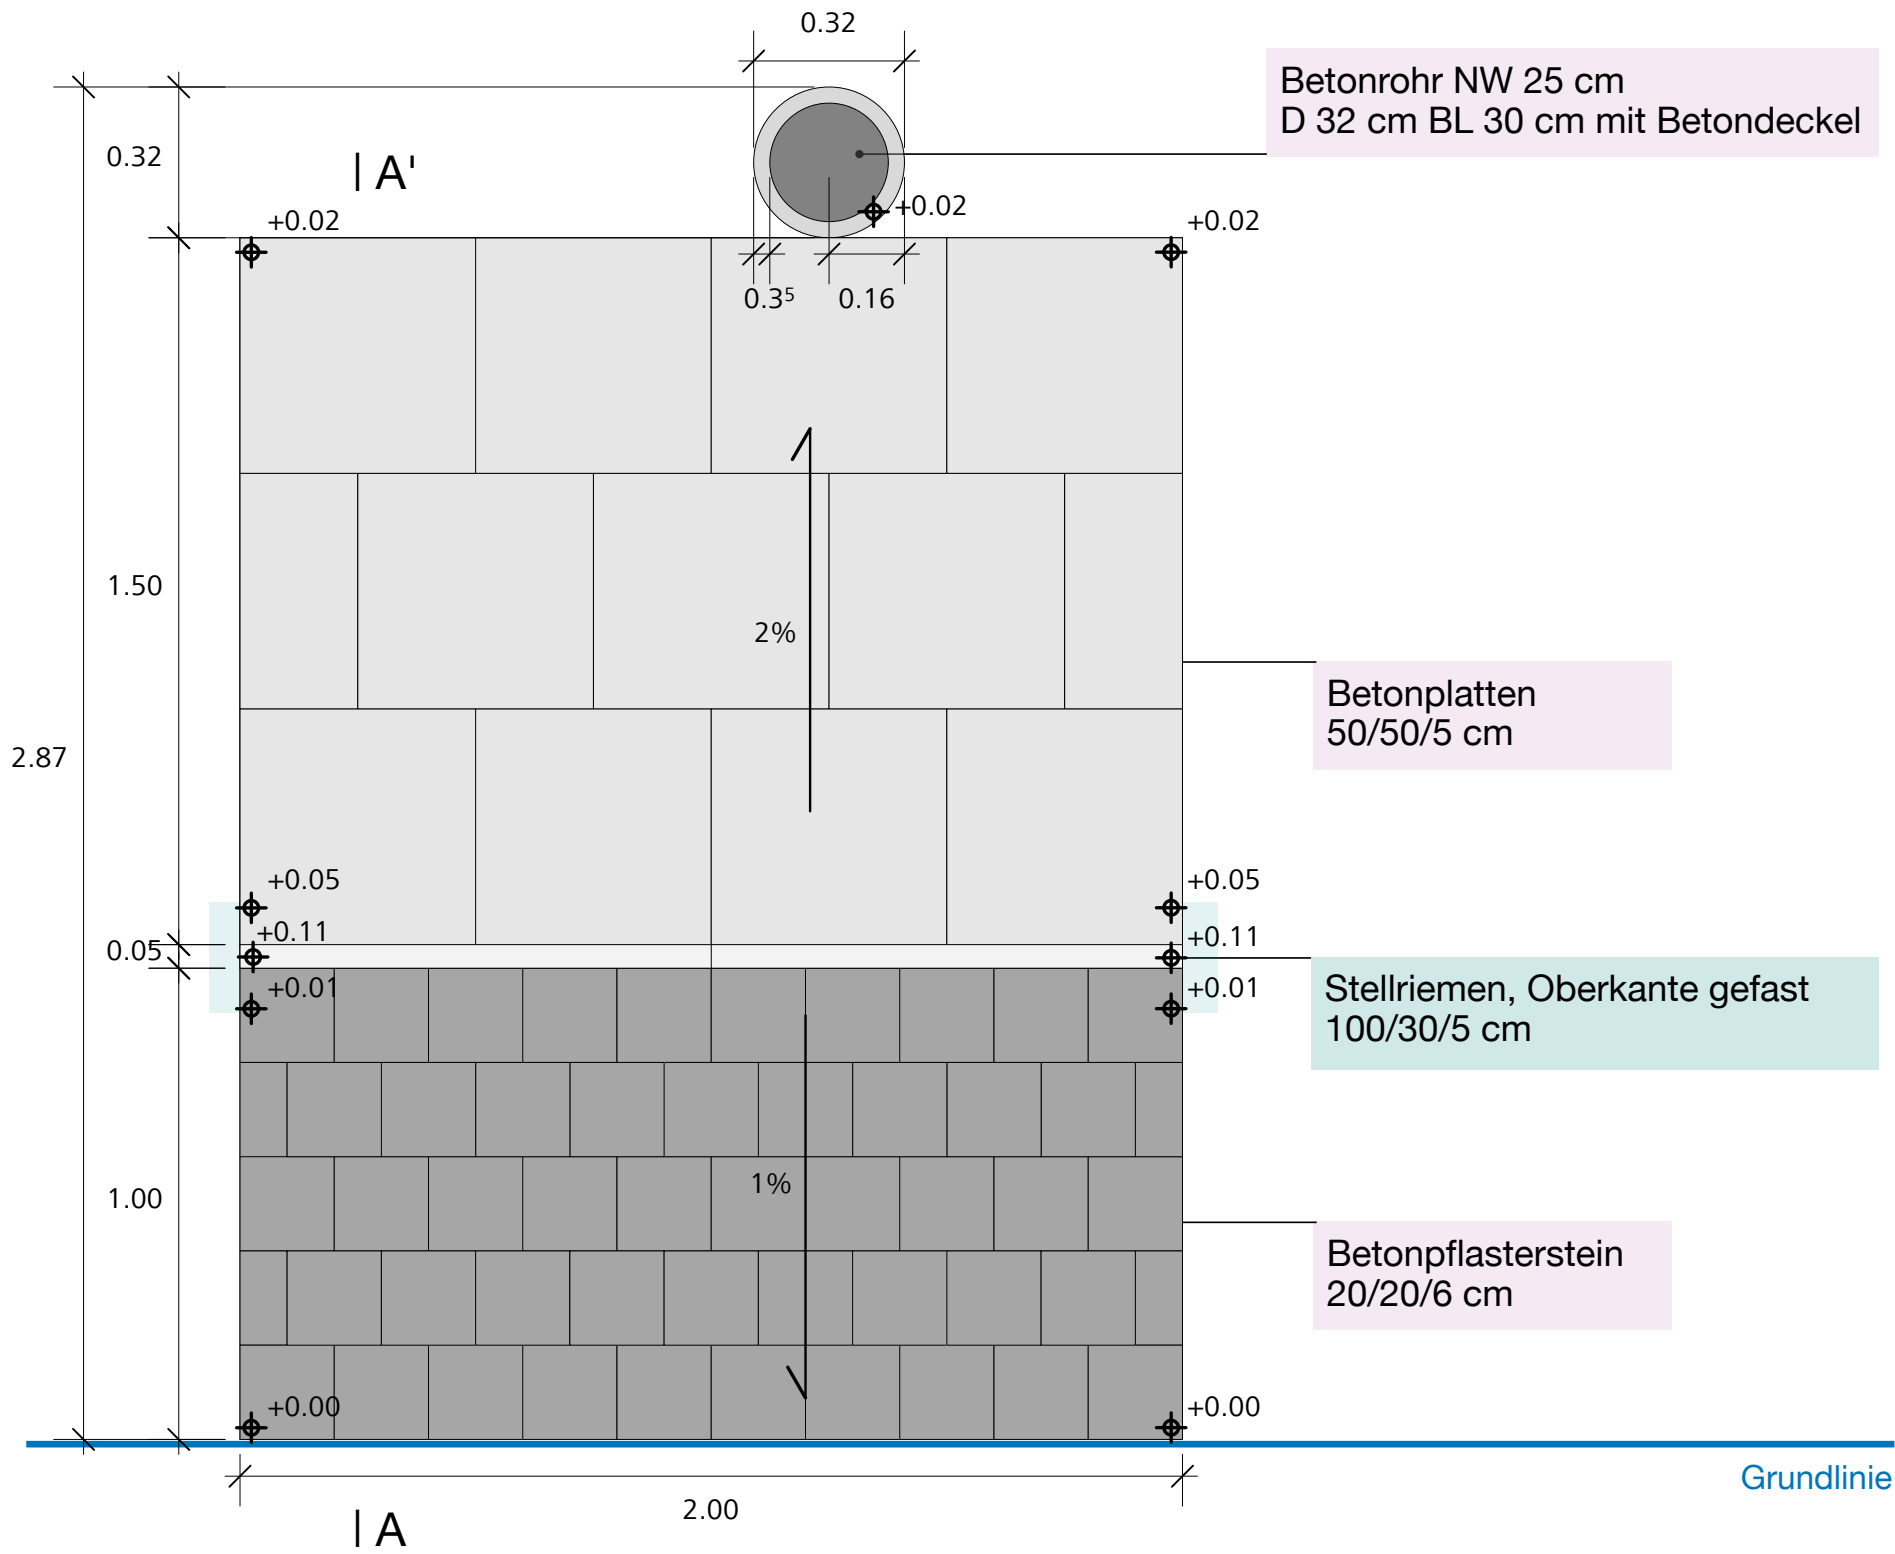 0.32
Betonrohr NW 25 cm
D 32 cm BL 30 cm mit Betondeckel
0.32
A'
+0.02
+0.02
+0.02
0.3⁵
0.16
1.50
2%
Betonplatten
50/50/5 cm
2.87
+0.05
+0.05
+0.11
+0.11
0.05
+0.01
+0.01
Stellriemen, Oberkante gefast
100/30/5 cm
1%
1.00
Betonpflasterstein
20/20/6 cm
+0.00
+0.00
Grundlinie
2.00
A